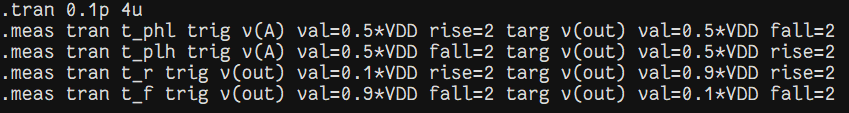 .tran 0.1p 4u
.meas tran t_phl trig v(A) val=0.5*VDD rise=2 targ v(out) val=0.5*VDD fall=2
.meas tran t_plh trig v(A) val=0.5*VDD fall=2 targ v(out) val=0.5*VDD rise=2
.meas tran t_r trig v(out) val=0.1*VDD rise=2 targ v(out) val=0.9*VDD rise=2
.meas tran t_f trig v(out) val=0.9*VDD fall=2 targ v(out) val=0.1*VDD fall=2